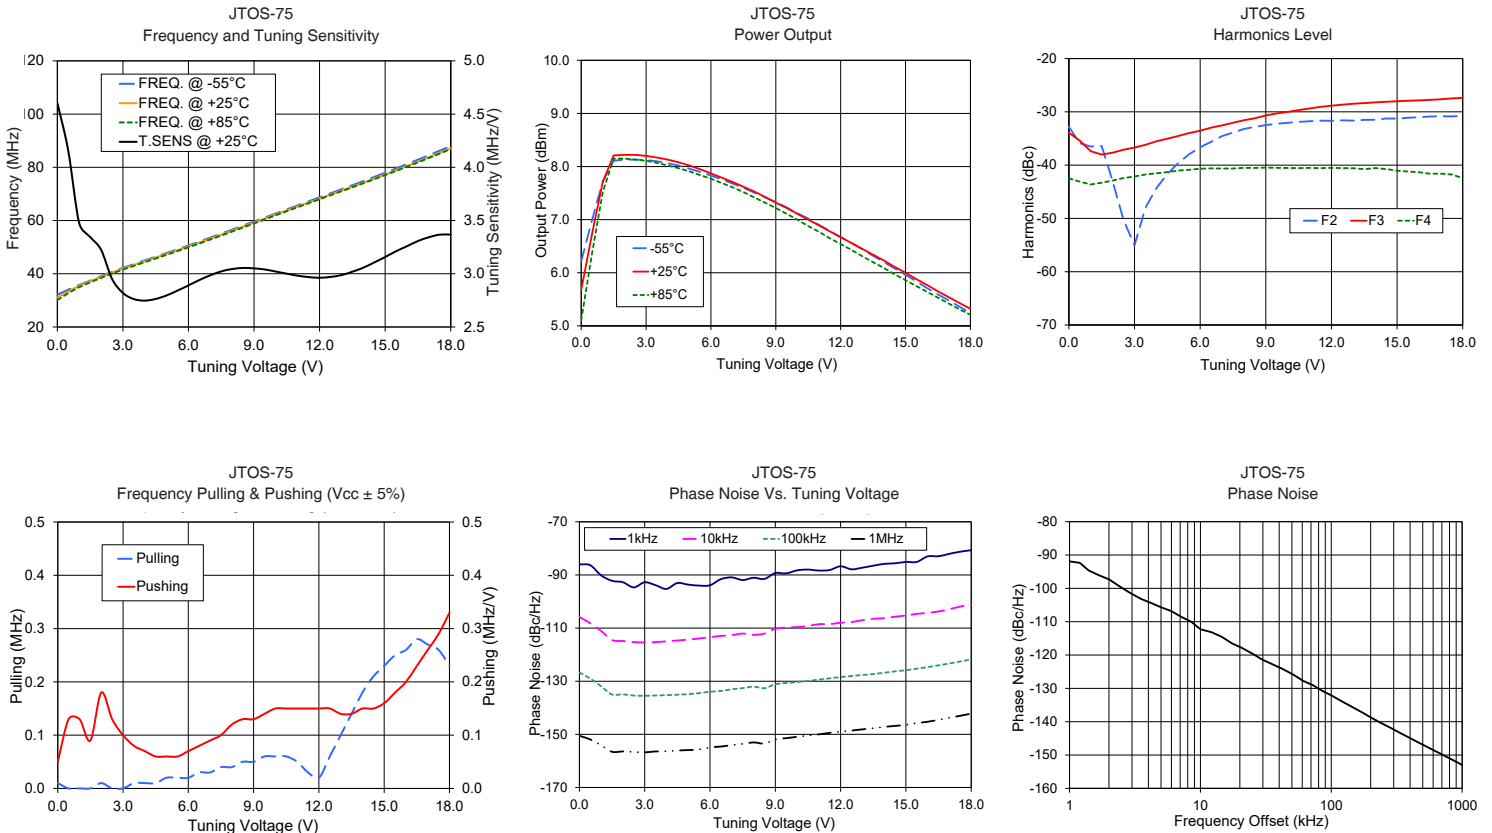 JTOS-75
Frequency and Tuning Sensitivity
120
100
80
60
40
20
Frequency (MHz)
FREQ. @ -55°C
FREQ. @ +25°C
FREQ. @ +85°C
T.SENS @ +25°C
5.0
4.5
4.0
3.5
3.0
2.5
Tuning Sensitivity (MHz/V)
0.0 3.0 6.0 9.0 12.0 15.0 18.0
Tuning Voltage (V)
JTOS-75
Power Output
10.0
9.0
8.0
7.0
6.0
5.0
Output Power (dBm)
-55°C
+25°C
+85°C
0.0 3.0 6.0 9.0 12.0 15.0 18.0
Tuning Voltage (V)
JTOS-75
Harmonics Level
-20
-30
-40
-50
-60
-70
Harmonics (dBc)
F2 F3 F4
0.0 3.0 6.0 9.0 12.0 15.0 18.0
Tuning Voltage (V)
JTOS-75
Frequency Pulling & Pushing (Vcc ± 5%)
0.5
0.4
0.3
0.2
0.1
0.0
Pulling (MHz)
Pulling
Pushing
0.5
0.4
0.3
0.2
0.1
0.0
Pushing (MHz/V)
0.0 3.0 6.0 9.0 12.0 15.0 18.0
Tuning Voltage (V)
JTOS-75
Phase Noise Vs. Tuning Voltage
-70
-90
-110
-130
-150
-170
Phase Noise (dBc/Hz)
1kHz 10kHz 100kHz 1MHz
0.0 3.0 6.0 9.0 12.0 15.0 18.0
Tuning Voltage (V)
JTOS-75
Phase Noise
-80
-90
-100
-110
-120
-130
-140
-150
-160
Phase Noise (dBc/Hz)
1 10 100 1000
Frequency Offset (kHz)